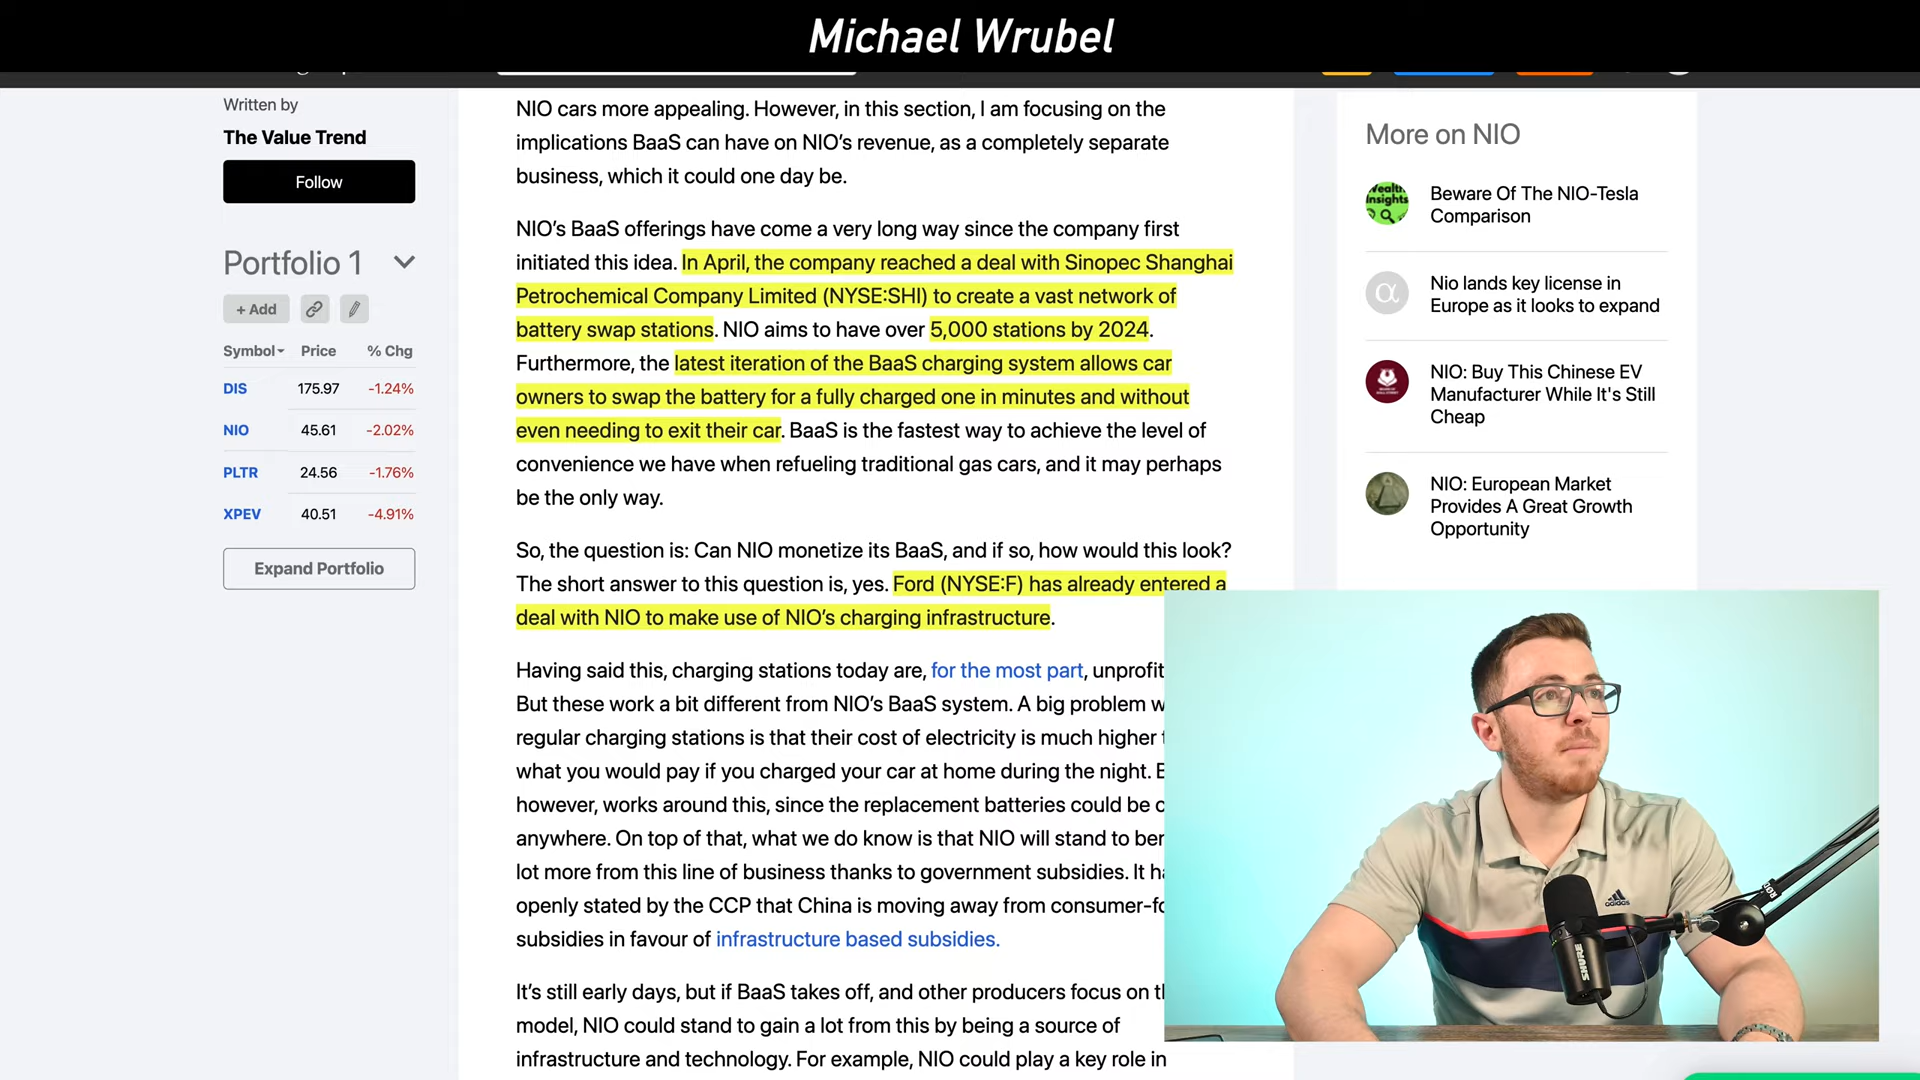 Michael Wrubel
Written by
The Value Trend
Follow
Portfolio 1
+ Add
Symbol Price % Chg
DIS 175.97 -1.24%
NIO 45.61 -2.02%
PLTR 24.56 -1.76%
XPEV 40.51 -4.91%
Expand Portfolio
NIO cars more appealing. However, in this section, I am focusing on the
implications BaaS can have on NIO’s revenue, as a completely separate
business, which it could one day be.
NIO’s BaaS offerings have come a very long way since the company first
initiated this idea. In April, the company reached a deal with Sinopec Shanghai
Petrochemical Company Limited (NYSE:SHI) to create a vast network of
battery swap stations. NIO aims to have over 5,000 stations by 2024.
Furthermore, the latest iteration of the BaaS charging system allows car
owners to swap the battery for a fully charged one in minutes and without
even needing to exit their car. BaaS is the fastest way to achieve the level of
convenience we have when refueling traditional gas cars, and it may perhaps
be the only way.
So, the question is: Can NIO monetize its BaaS, and if so, how would this look?
The short answer to this question is, yes. Ford (NYSE:F) has already entered a
deal with NIO to make use of NIO’s charging infrastructure.
Having said this, charging stations today are, for the most part, unprofit
But these work a bit different from NIO’s BaaS system. A big problem w
regular charging stations is that their cost of electricity is much higher
what you would pay if you charged your car at home during the night.
however, works around this, since the replacement batteries could be
anywhere. On top of that, what we do know is that NIO will stand to ber
lot more from this line of business thanks to government subsidies. It ha
openly stated by the CCP that China is moving away from consumer-fo
subsidies in favour of infrastructure based subsidies.
It’s still early days, but if BaaS takes off, and other producers focus on th
model, NIO could stand to gain a lot from this by being a source of
infrastructure and technology. For example, NIO could play a key role in
More on NIO
Wealth
Insights
Beware Of The NIO-Tesla
Comparison
α
Nio lands key license in
Europe as it looks to expand
NIO: Buy This Chinese EV
Manufacturer While It's Still
Cheap
NIO: European Market
Provides A Great Growth
Opportunity
adidas
RODE
SHURE